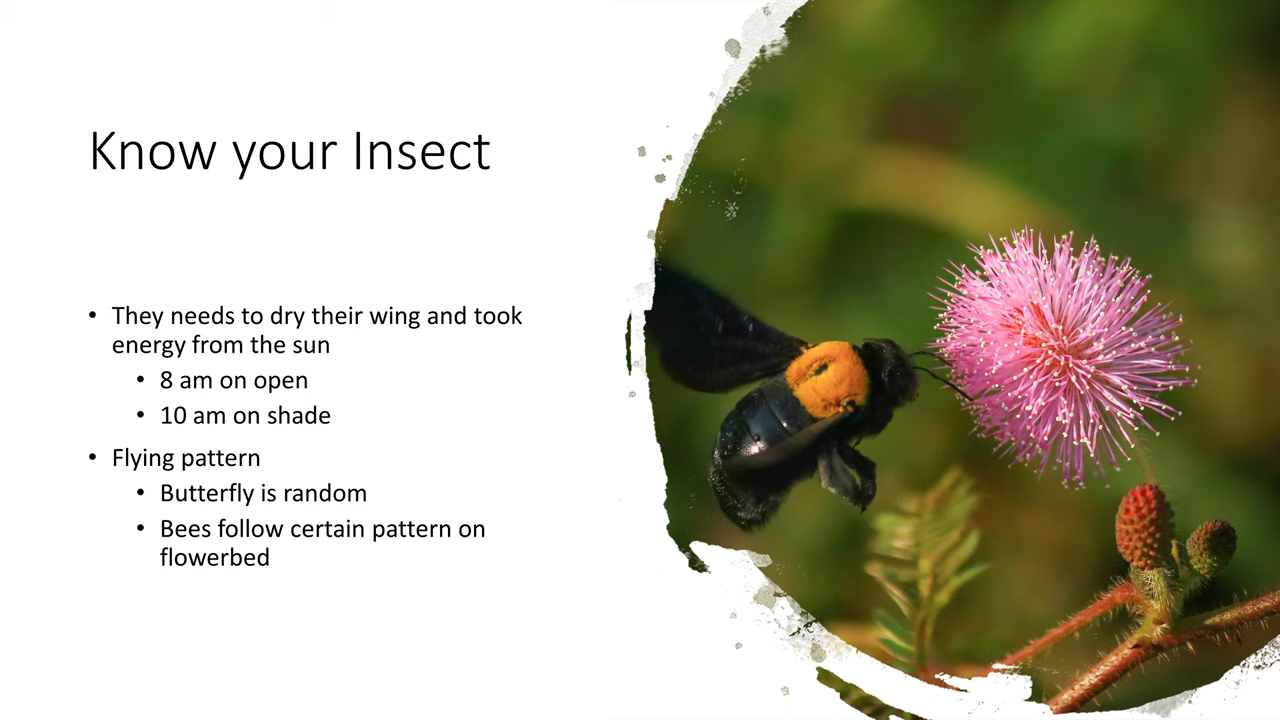 Know your Insect
• They needs to dry their wing and took
energy from the sun
• 8 am on open
• 10 am on shade
• Flying pattern
• Butterfly is random
• Bees follow certain pattern on
flowerbed